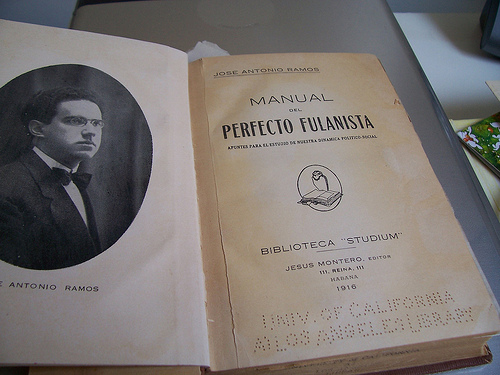 E ANTONIO RAMOS
JOSE ANTONIO RAMOS
MANUAL
DEL
PERFECTO FULANISTA
APUNTES PARA EL ESTUDIO DE NUESTRA DINAMICA POLITICO-SOCIAL
BIBLIOTECA "STUDIUM"
JESUS MONTERO, EDITOR
111, REINA, 111
HABANA
1916
UNIV. OF CALIFORNIA
AT LOS ANGELES LIBRARY